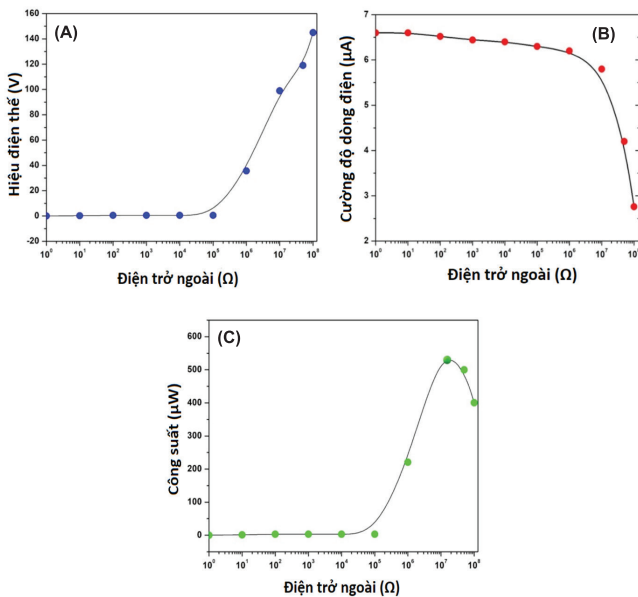 (A)
Hiệu điện thế (V)
160
140
120
100
80
60
40
20
0
-20
10⁰ 10¹ 10² 10³ 10⁴ 10⁵ 10⁶ 10⁷ 10⁸
Điện trở ngoài (Ω)
(B)
Cường độ dòng điện (µA)
7
6
5
4
3
2
10⁰ 10¹ 10² 10³ 10⁴ 10⁵ 10⁶ 10⁷ 10⁸
Điện trở ngoài (Ω)
(C)
Công suất (µW)
600
500
400
300
200
100
0
10⁰ 10¹ 10² 10³ 10⁴ 10⁵ 10⁶ 10⁷ 10⁸
Điện trở ngoài (Ω)